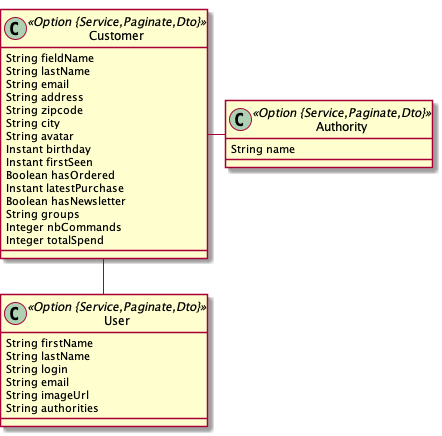 C
«Option {Service,Paginate,Dto}»
Customer
String fieldName
String lastName
String email
String address
String zipcode
String city
String avatar
Instant birthday
Instant firstSeen
Boolean hasOrdered
Instant latestPurchase
Boolean hasNewsletter
String groups
Integer nbCommands
Integer totalSpend
C
«Option {Service,Paginate,Dto}»
Authority
String name
C
«Option {Service,Paginate,Dto}»
User
String firstName
String lastName
String login
String email
String imageUrl
String authorities